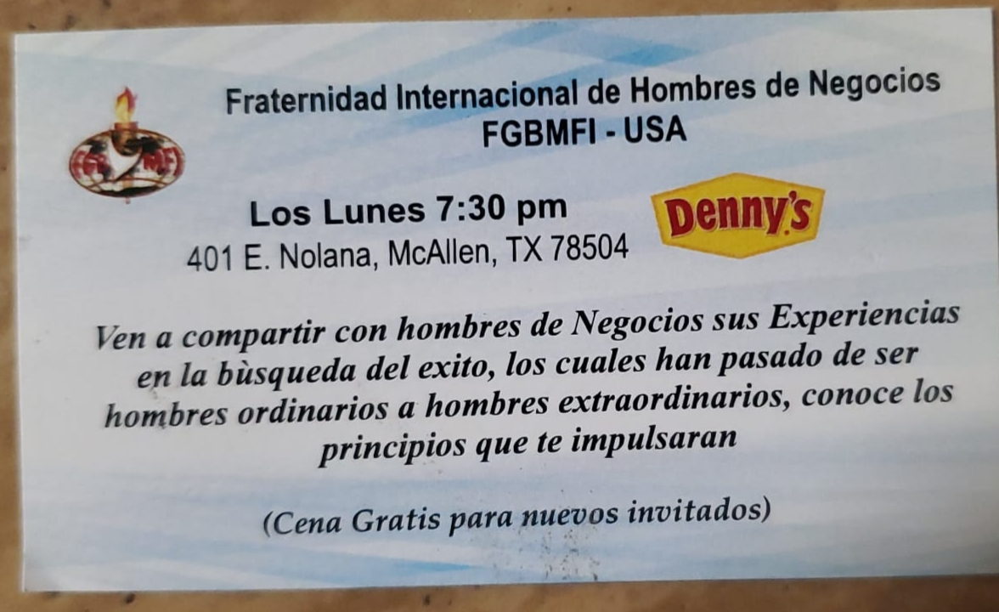 Fraternidad Internacional de Hombres de Negocios
FGBMFI - USA
Los Lunes 7:30 pm
Denny's
401 E. Nolana, McAllen, TX 78504
Ven a compartir con hombres de Negocios sus Experiencias
en la bùsqueda del exito, los cuales han pasado de ser
hombres ordinarios a hombres extraordinarios, conoce los
principios que te impulsaran
(Cena Gratis para nuevos invitados)